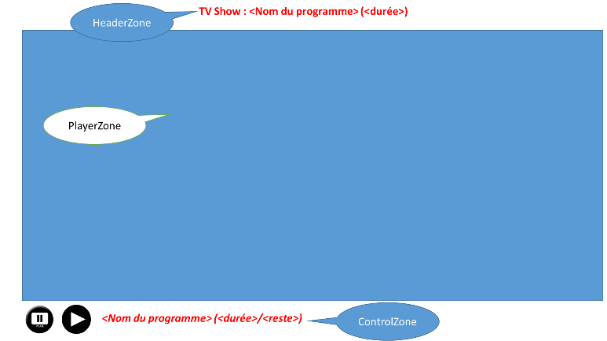 TV Show : <Nom du programme> (<durée>)
HeaderZone
PlayerZone
<Nom du programme> (<durée>/<reste>)
ControlZone